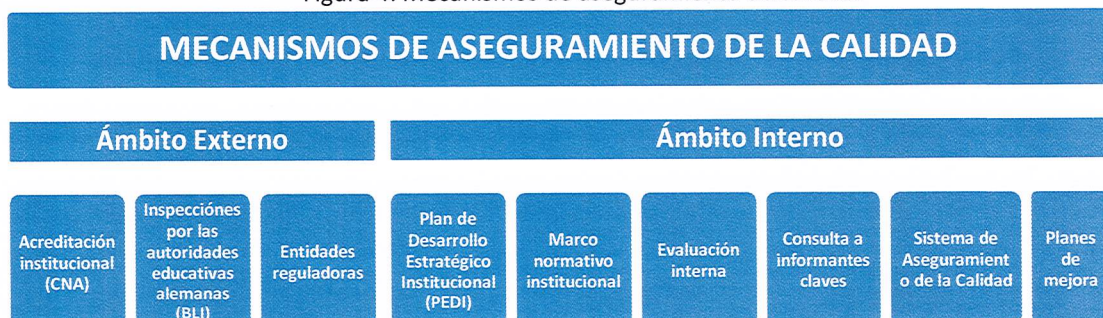 MECANISMOS DE ASEGURAMIENTO DE LA CALIDAD
Ámbito Externo
Ámbito Interno
Acreditación
institucional
(CNA)
Inspecciónes
por las
autoridades
educativas
alemanas
(BLI)
Entidades
reguladoras
Plan de
Desarrollo
Estratégico
Institucional
(PEDI)
Marco
normativo
institucional
Evaluación
interna
Consulta a
informantes
claves
Sistema de
Aseguramient
o de la Calidad
Planes
de
mejora